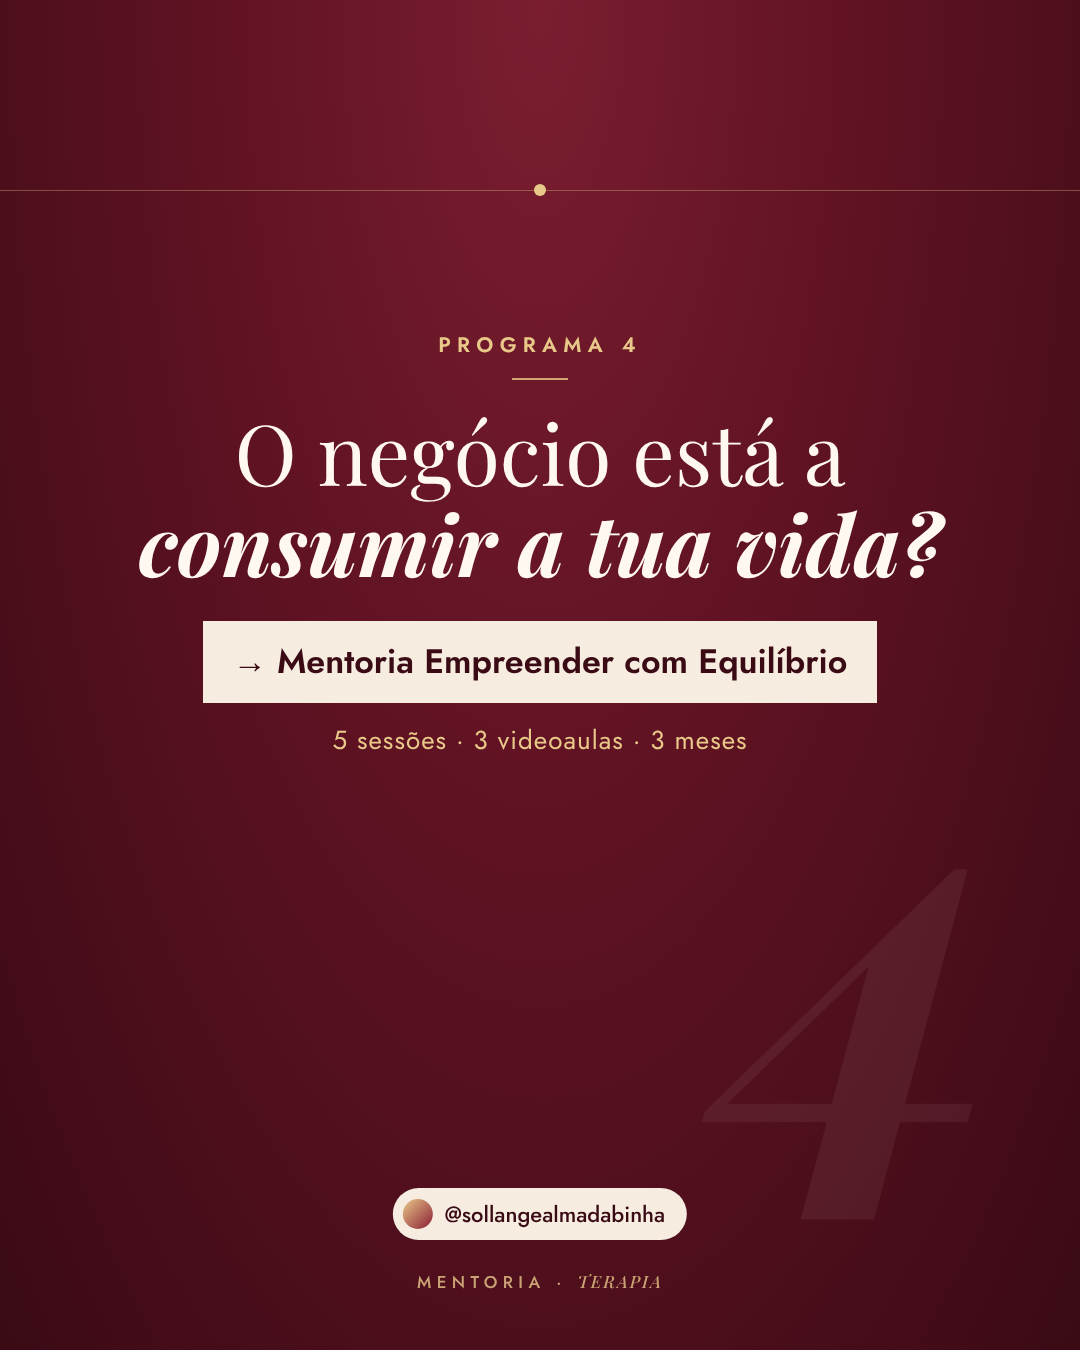 PROGRAMA 4
O negócio está a
consumir a tua vida?
→ Mentoria Empreender com Equilíbrio
5 sessões · 3 videoaulas · 3 meses
4
@sollangealmadabinha
MENTORIA · TERAPIA